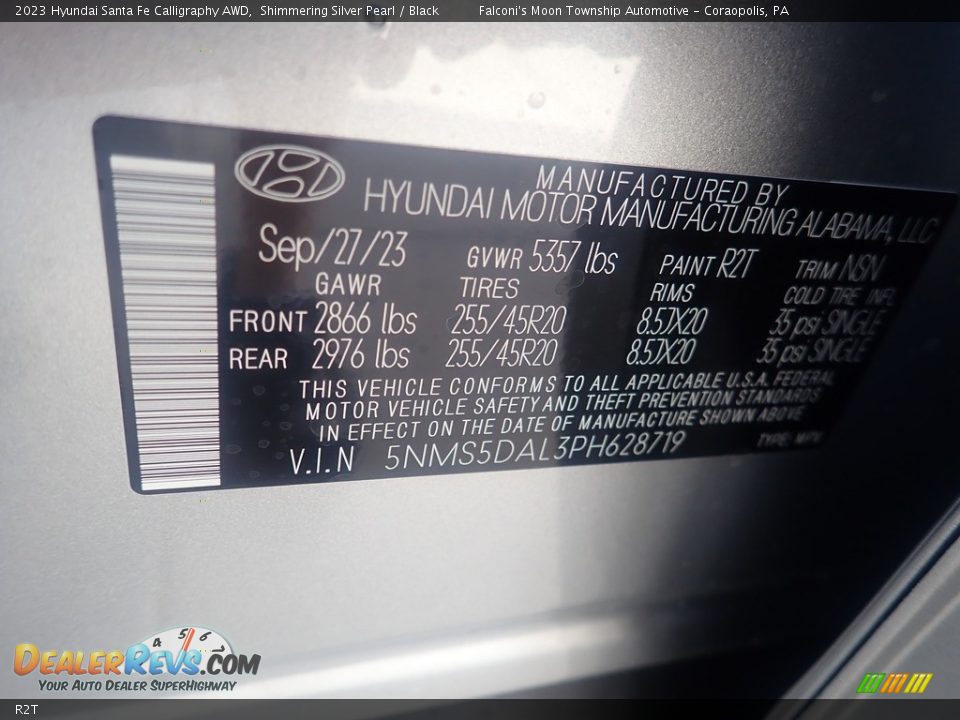 2023 Hyundai Santa Fe Calligraphy AWD, Shimmering Silver Pearl / Black Falconi's Moon Township Automotive - Coraopolis, PA
MANUFACTURED BY
HYUNDAI MOTOR MANUFACTURING ALABAMA, LLC
Sep/27/23 GVWR 5357 lbs PAINT R2T TRIM NSN
GAWR TIRES RIMS COLD TIRE INFL
FRONT 2866 lbs 255/45R20 8.5JX20 35 psi SINGLE
REAR 2976 lbs 255/45R20 8.5JX20 35 psi SINGLE
THIS VEHICLE CONFORMS TO ALL APPLICABLE U.S.A. FEDERAL
MOTOR VEHICLE SAFETY AND THEFT PREVENTION STANDARDS
IN EFFECT ON THE DATE OF MANUFACTURE SHOWN ABOVE
V.I.N 5NMS5DAL3PH628719 TYPE: MPV
4 5 6
DEALERREVS.COM
YOUR AUTO DEALER SUPERHIGHWAY
R2T